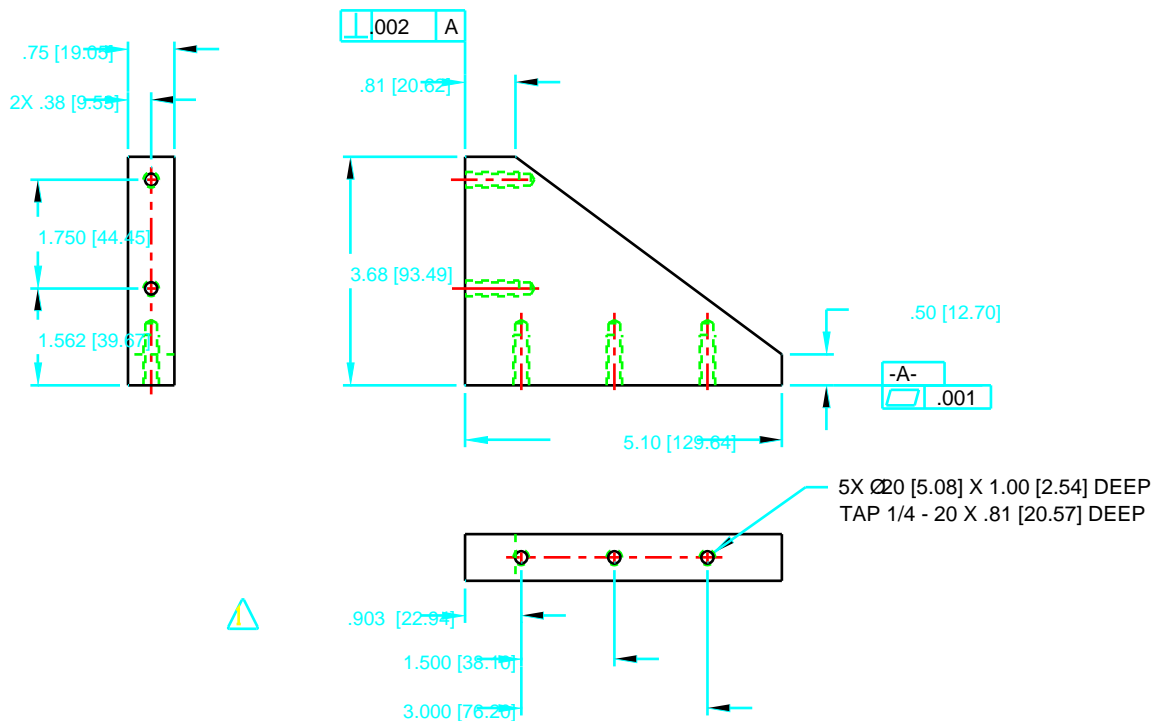 .002 A
.75 [19.05]
.81 [20.62]
2X .38 [9.53]
1.750 [44.45]
3.68 [93.49]
.50 [12.70]
1.562 [39.67]
-A-
.001
5.10 [129.64]
5X Ø.20 [5.08] X 1.00 [2.54] DEEP
TAP 1/4 - 20 X .81 [20.57] DEEP
1
.903 [22.94]
1.500 [38.10]
3.000 [76.20]